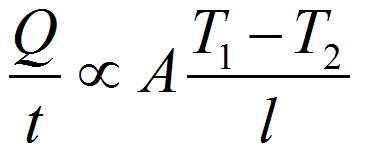 Q/t ∝ A (T₁ − T₂)/l